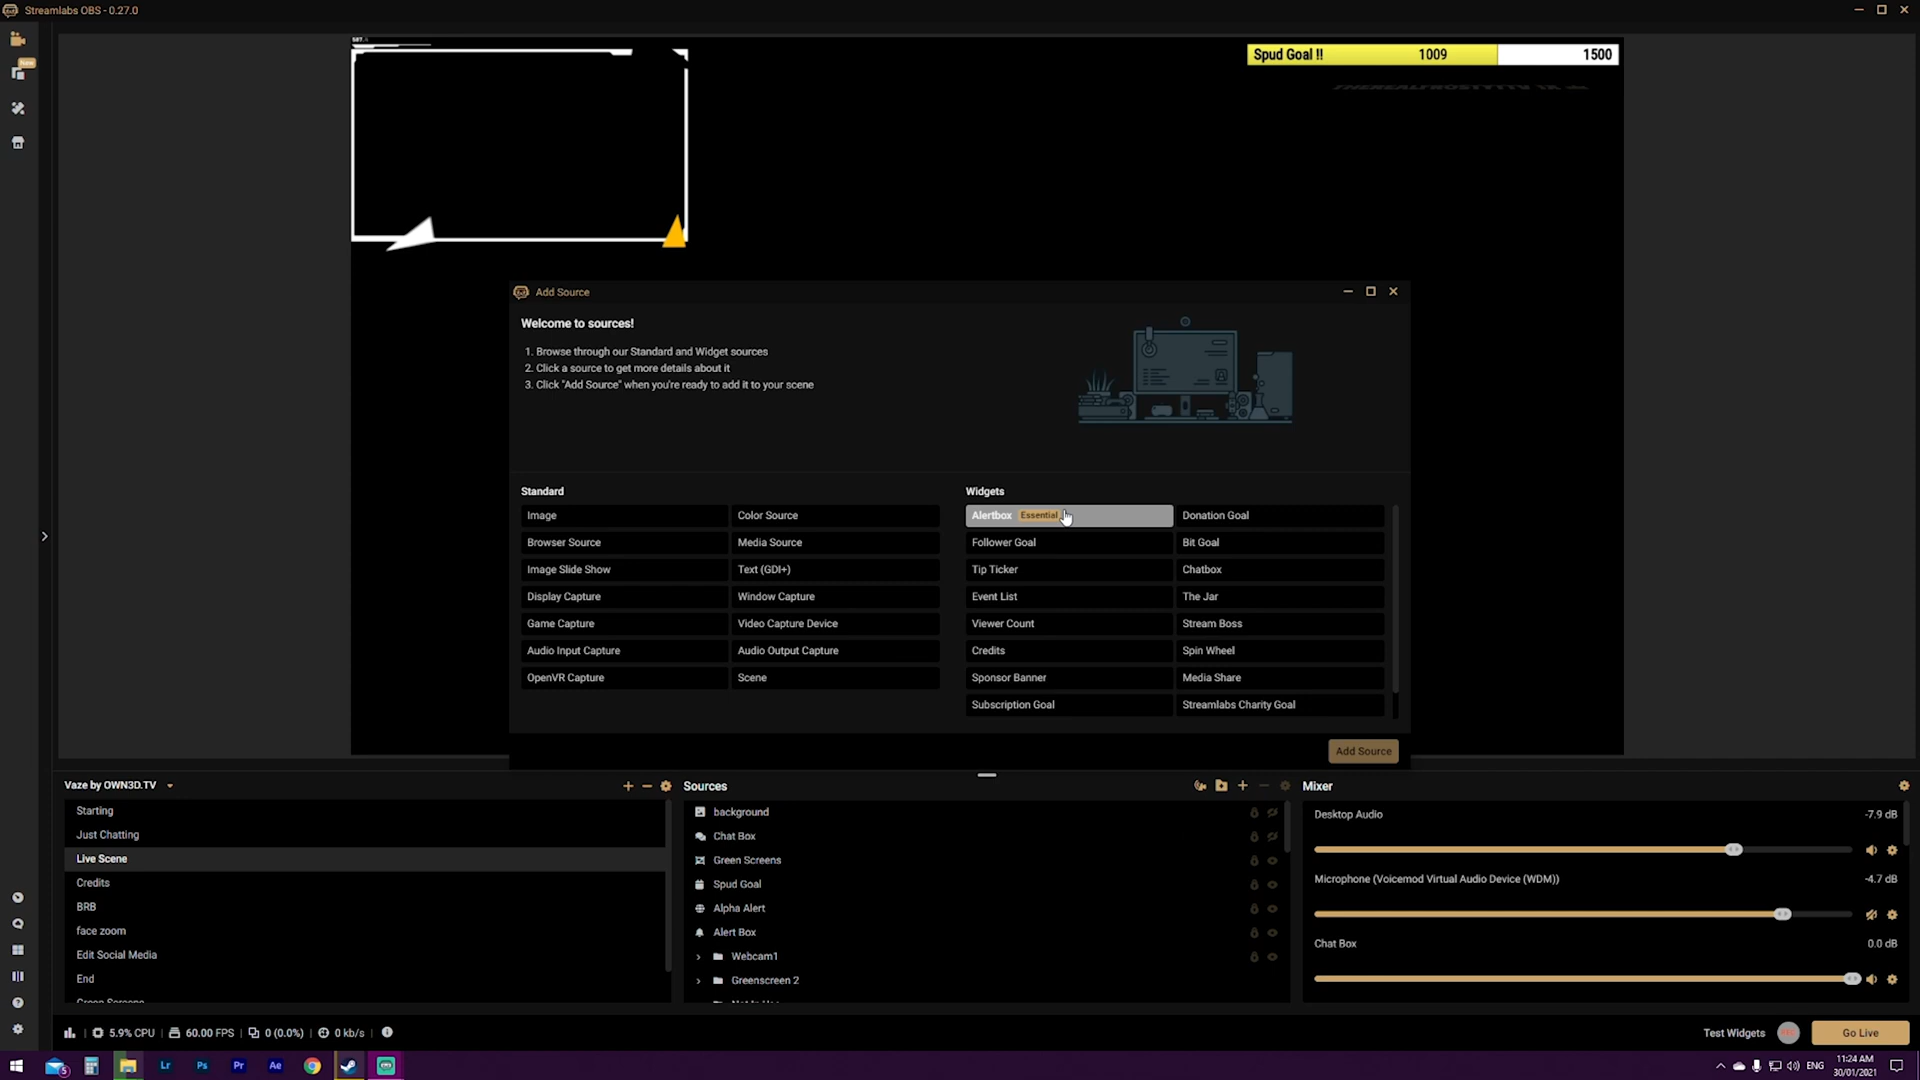 Streamlabs OBS - 0.27.0
New
Spud Goal !! 1009 1500
Add Source
Welcome to sources!
1. Browse through our Standard and Widget sources
2. Click a source to get more details about it
3. Click "Add Source" when you're ready to add it to your scene
Standard
Image
Color Source
Browser Source
Media Source
Image Slide Show
Text (GDI+)
Display Capture
Window Capture
Game Capture
Video Capture Device
Audio Input Capture
Audio Output Capture
OpenVR Capture
Scene
Widgets
Alertbox Essential
Donation Goal
Follower Goal
Bit Goal
Tip Ticker
Chatbox
Event List
The Jar
Viewer Count
Stream Boss
Credits
Spin Wheel
Sponsor Banner
Media Share
Subscription Goal
Streamlabs Charity Goal
Add Source
Vaze by OWN3D.TV
Starting
Just Chatting
Live Scene
Credits
BRB
face zoom
Edit Social Media
End
Green Screens
Sources
background
Chat Box
Green Screens
Spud Goal
Alpha Alert
Alert Box
Webcam1
Greenscreen 2
Mixer
Desktop Audio -7.9 dB
Microphone (Voicemod Virtual Audio Device (WDM)) -4.7 dB
Chat Box 0.0 dB
5.9% CPU 60.00 FPS 0 (0.0%) 0 kb/s
Test Widgets REC Go Live
5 Lr Ps Pr Ae
ENG
11:24 AM
30/01/2021